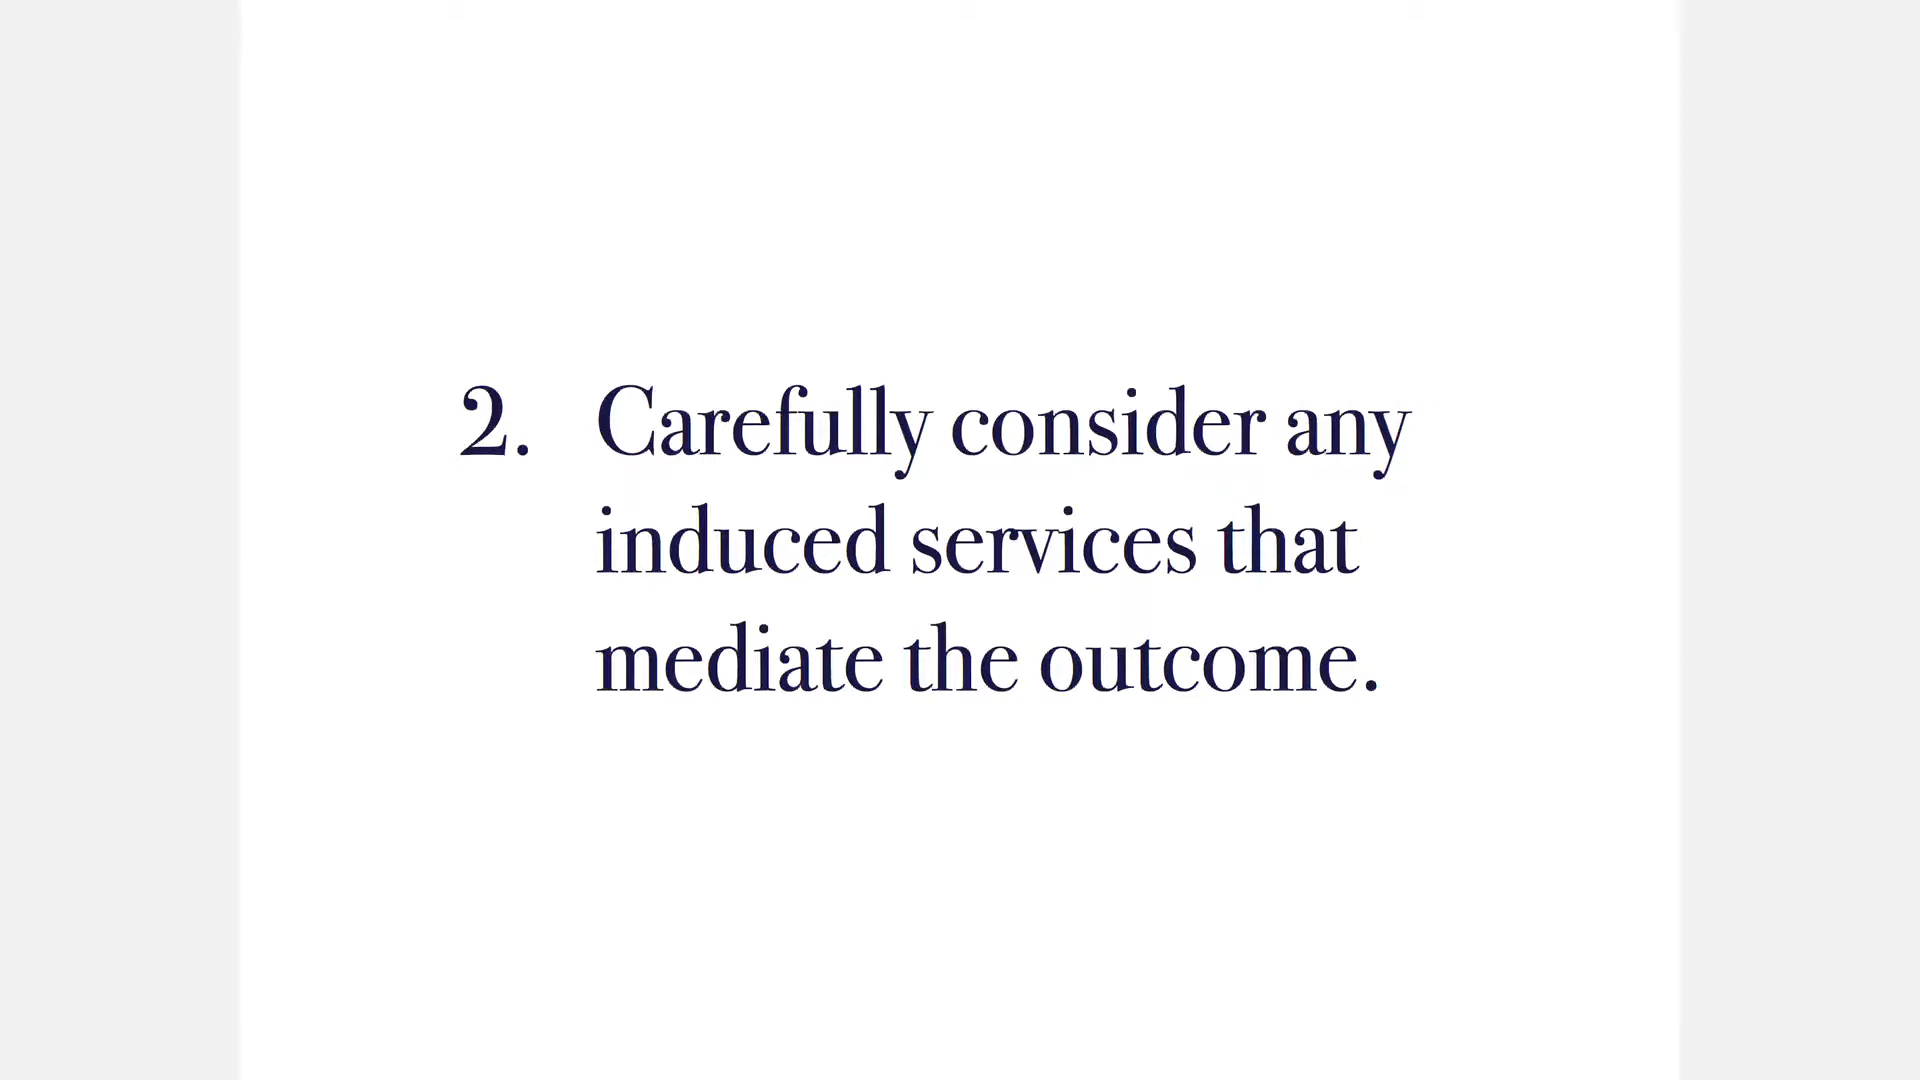 2. Carefully consider any
induced services that
mediate the outcome.